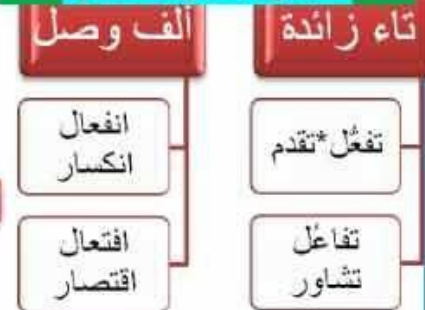 تاء زائدة
تفعُّل*تقدم
تفاعُل
تشاور
ألف وصل
انفعال
انكسار
افتعال
اقتصار